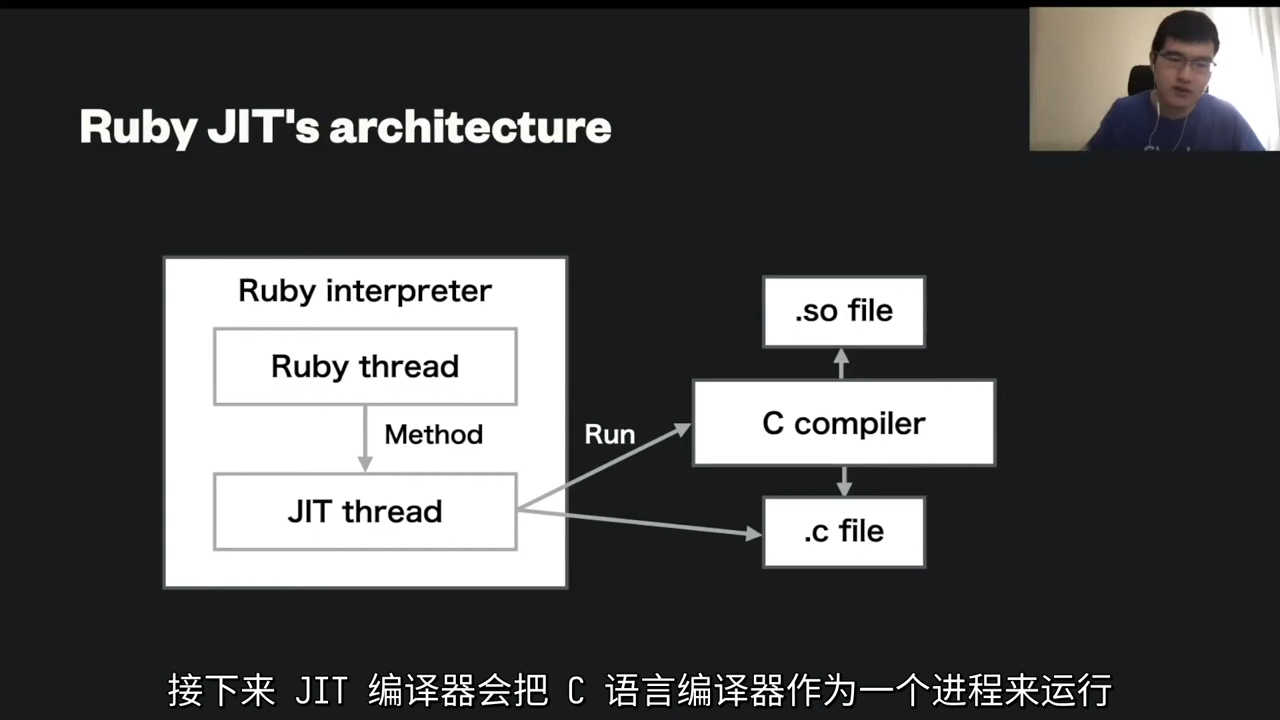 Ruby JIT's architecture
Ruby interpreter
Ruby thread
Method
JIT thread
Run
.so file
C compiler
.c file
接下来 JIT 编译器会把 C 语言编译器作为一个进程来运行